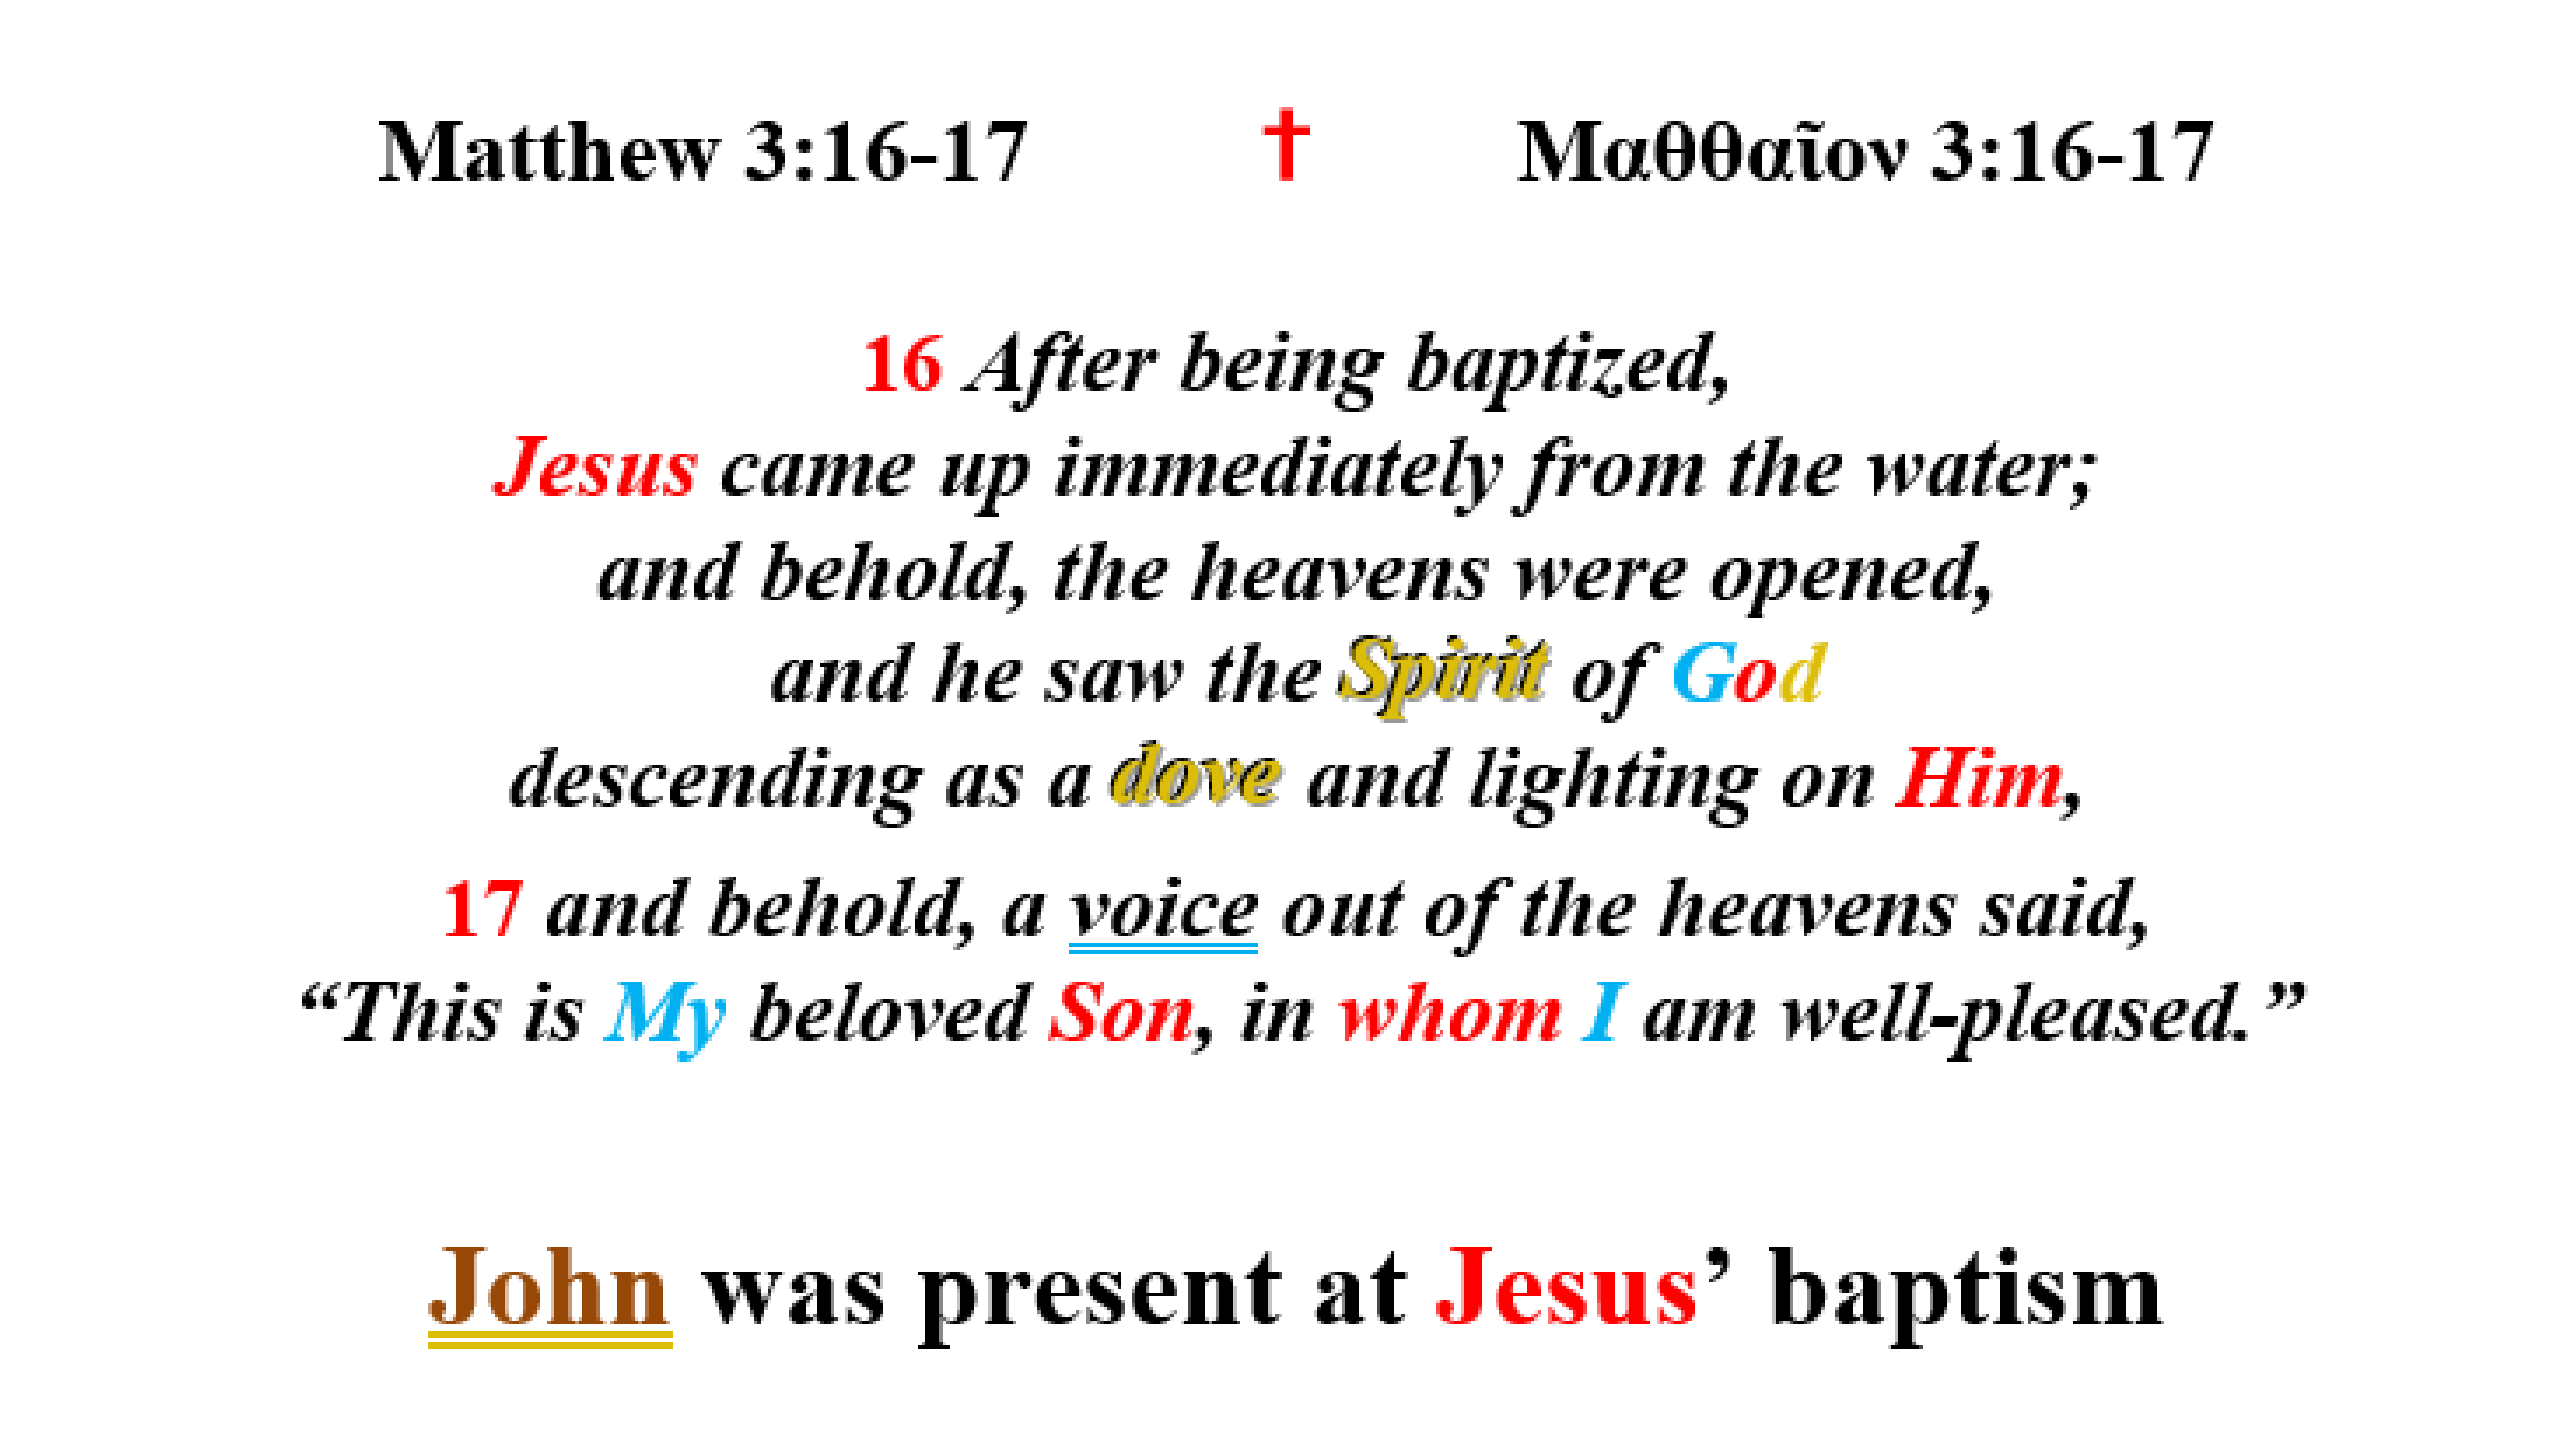 Matthew 3:16-17 † Μαθθαῖον 3:16-17
16 After being baptized,
Jesus came up immediately from the water;
and behold, the heavens were opened,
and he saw the Spirit of God
descending as a dove and lighting on Him,
17 and behold, a voice out of the heavens said,
“This is My beloved Son, in whom I am well-pleased.”
John was present at Jesus’ baptism